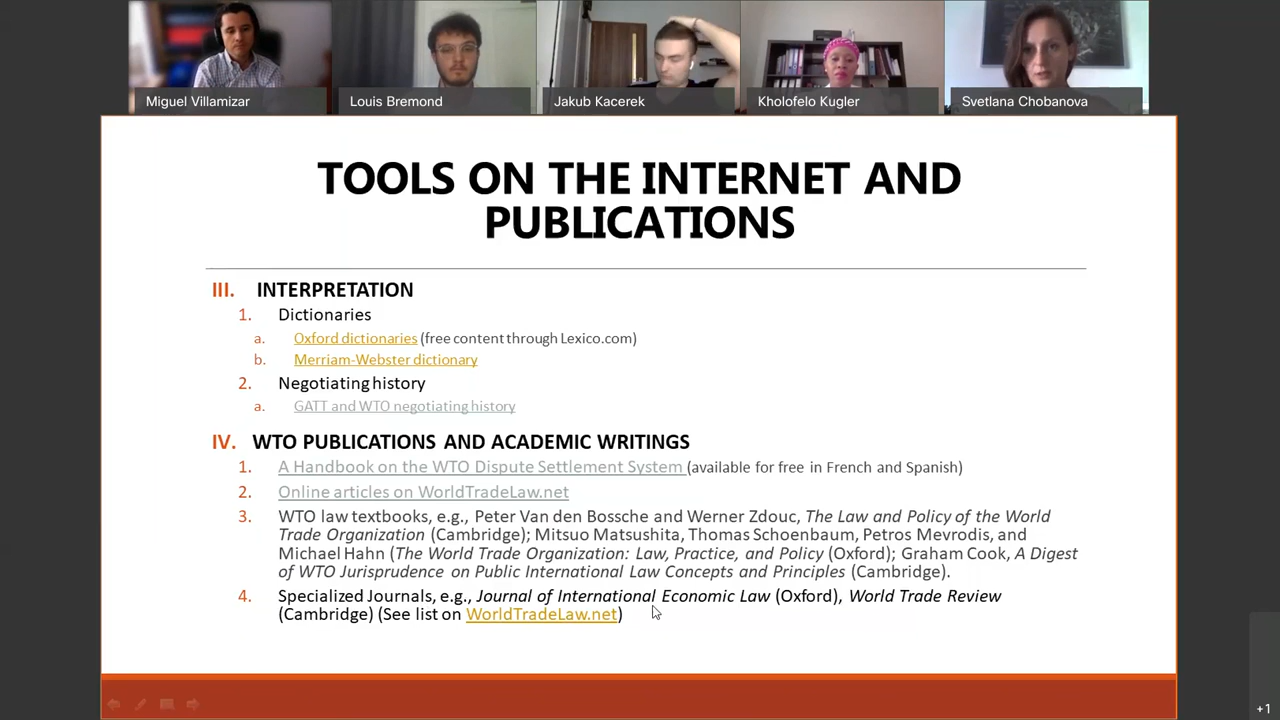 Miguel Villamizar
Louis Bremond
Jakub Kacerek
Kholofelo Kugler
Svetlana Chobanova
TOOLS ON THE INTERNET AND
PUBLICATIONS
III. INTERPRETATION
1. Dictionaries
a. Oxford dictionaries (free content through Lexico.com)
b. Merriam-Webster dictionary
2. Negotiating history
a. GATT and WTO negotiating history
IV. WTO PUBLICATIONS AND ACADEMIC WRITINGS
1. A Handbook on the WTO Dispute Settlement System (available for free in French and Spanish)
2. Online articles on WorldTradeLaw.net
3. WTO law textbooks, e.g., Peter Van den Bossche and Werner Zdouc, The Law and Policy of the World
Trade Organization (Cambridge); Mitsuo Matsushita, Thomas Schoenbaum, Petros Mevrodis, and
Michael Hahn (The World Trade Organization: Law, Practice, and Policy (Oxford); Graham Cook, A Digest
of WTO Jurisprudence on Public International Law Concepts and Principles (Cambridge).
4. Specialized Journals, e.g., Journal of International Economic Law (Oxford), World Trade Review
(Cambridge) (See list on WorldTradeLaw.net)
+1